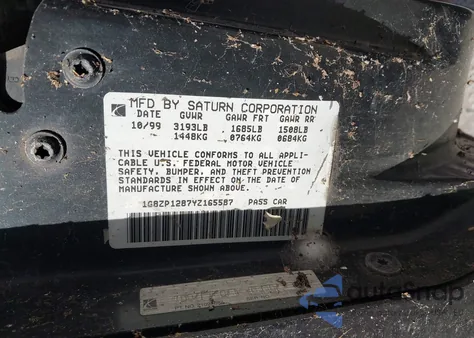 MFD BY SATURN CORPORATION
DATE GVWR GAWR FRT GAWR RR
10/99 3193LB 1685LB 1508LB
1448KG 0764KG 0684KG
THIS VEHICLE CONFORMS TO ALL APPLI-
CABLE U.S. FEDERAL MOTOR VEHICLE
SAFETY, BUMPER, AND THEFT PREVENTION
STANDARDS IN EFFECT ON THE DATE OF
MANUFACTURE SHOWN ABOVE.
1G8ZP12B7YZ165587 PASS CAR
autoSnap